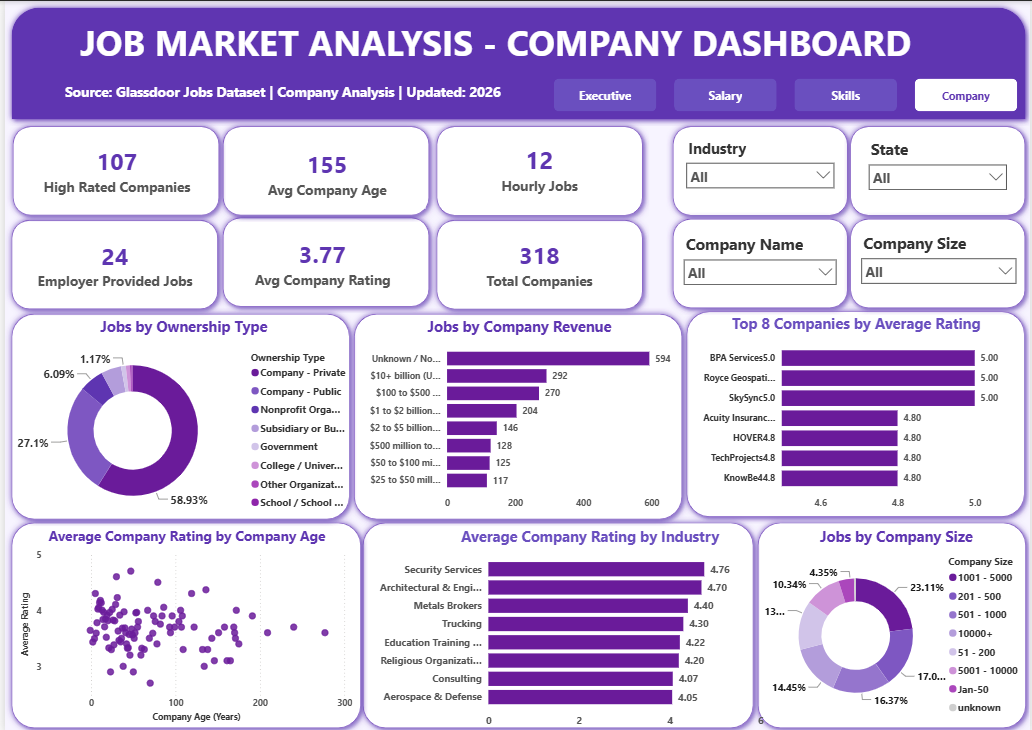 JOB MARKET ANALYSIS - COMPANY DASHBOARD
Source: Glassdoor Jobs Dataset | Company Analysis | Updated: 2026
Executive
Salary
Skills
Company
107
High Rated Companies
155
Avg Company Age
12
Hourly Jobs
Industry
All
State
All
24
Employer Provided Jobs
3.77
Avg Company Rating
318
Total Companies
Company Name
All
Company Size
All
Jobs by Ownership Type
1.17%
6.09%
27.1%
58.93%
Ownership Type
Company - Private
Company - Public
Nonprofit Orga...
Subsidiary or Bu...
Government
College / Univer...
Other Organizat...
School / School ...
Jobs by Company Revenue
Unknown / No... 594
$10+ billion (U... 292
$100 to $500 ... 270
$1 to $2 billion... 204
$2 to $5 billion... 146
$500 million to... 128
$50 to $100 mi... 125
$25 to $50 mill... 117
0 200 400 600
Top 8 Companies by Average Rating
BPA Services5.0 5.00
Royce Geospati... 5.00
SkySync5.0 5.00
Acuity Insuranc... 4.80
HOVER4.8 4.80
TechProjects4.8 4.80
KnowBe44.8 4.80
4.6 4.8 5.0
Average Company Rating by Company Age
Average Rating
5
4
3
0 100 200 300
Company Age (Years)
Average Company Rating by Industry
Security Services 4.76
Architectural & Engi... 4.70
Metals Brokers 4.40
Trucking 4.30
Education Training ... 4.22
Religious Organizati... 4.20
Consulting 4.07
Aerospace & Defense 4.05
0 2 4 6
Jobs by Company Size
4.35%
10.34%
13...
14.45%
23.11%
17.0...
16.37%
Company Size
1001 - 5000
201 - 500
501 - 1000
10000+
51 - 200
5001 - 10000
Jan-50
unknown